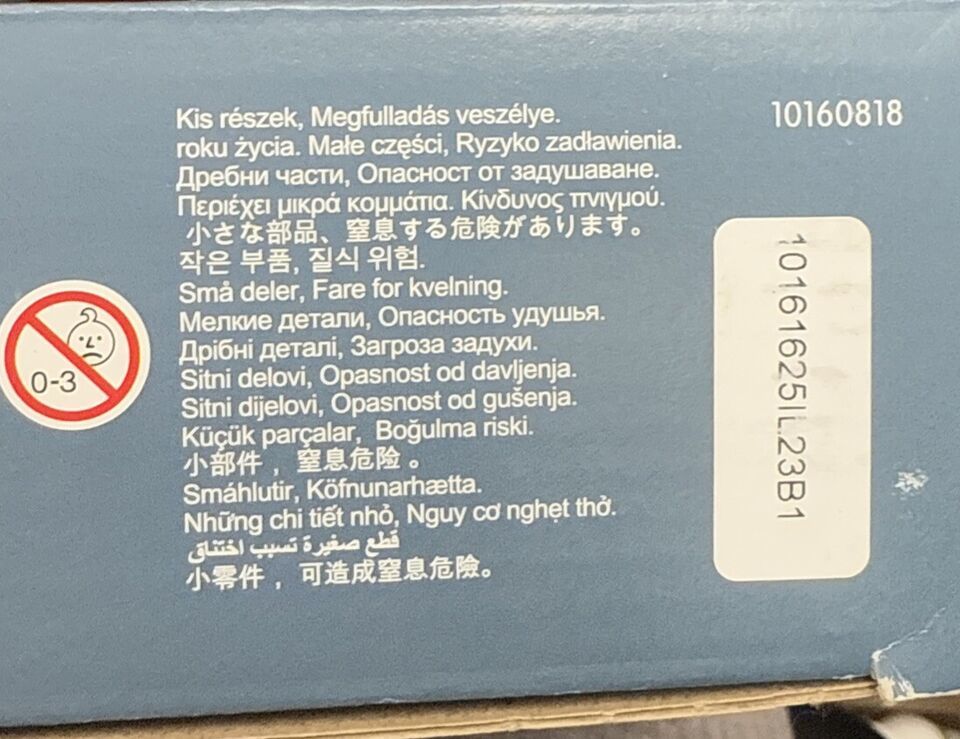 Kis részek, Megfulladás veszélye.
roku życia. Małe części, Ryzyko zadławienia.
Дребни части, Опасност от задушаване.
Περιέχει μικρά κομμάτια. Κίνδυνος πνιγμού.
小さな部品、窒息する危険があります。
작은 부품, 질식 위험.
Små deler, Fare for kvelning.
Мелкие детали, Опасность удушья.
Дрібні деталі, Загроза задухи.
Sitni delovi, Opasnost od davljenja.
Sitni dijelovi, Opasnost od gušenja.
Küçük parçalar, Boğulma riski.
小部件，窒息危险。
Smáhlutir, Köfnunarhætta.
Những chi tiết nhỏ, Nguy cơ nghẹt thở.
قطع صغيرة تسبب اختناق
小零件，可造成窒息危險。
0-3
10160818
10161625IL23B1